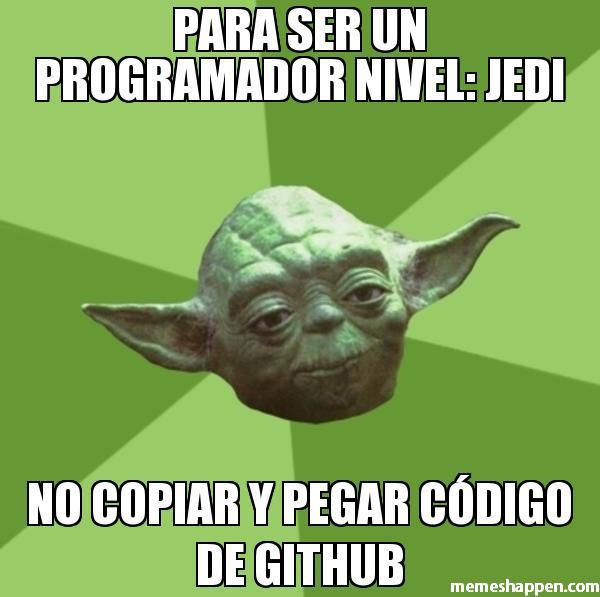 PARA SER UN
PROGRAMADOR NIVEL: JEDI
NO COPIAR Y PEGAR CÓDIGO
DE GITHUB
memeshappen.com